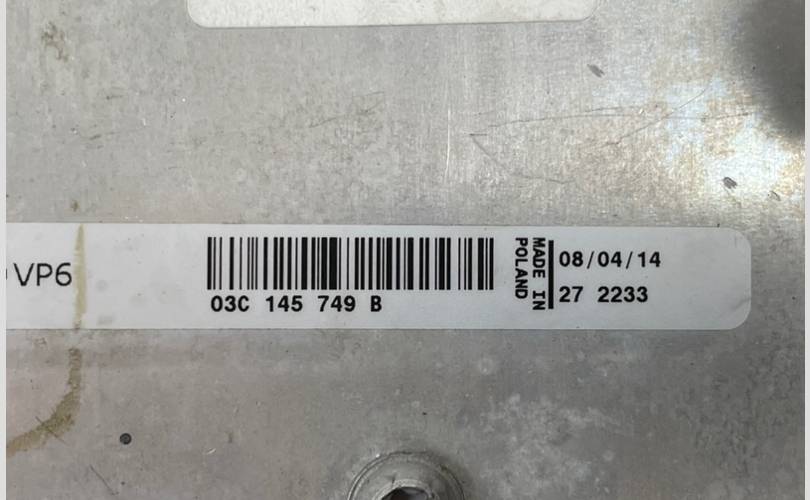 VP6
03C 145 749 B
MADE IN
POLAND
08/04/14
27 2233